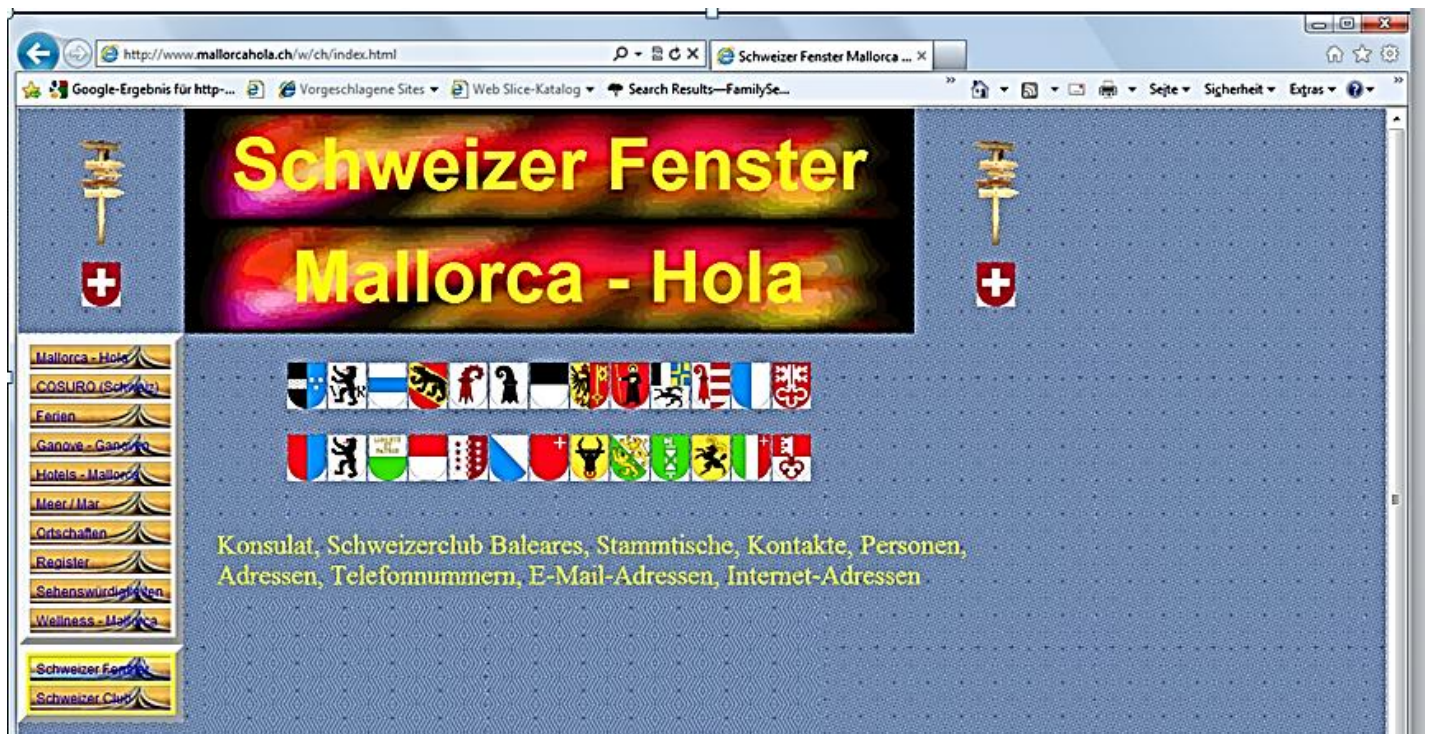 http://www.mallorcahola.ch/w/ch/index.html
Schweizer Fenster Mallorca ...
Google-Ergebnis für http-...
Vorgeschlagene Sites
Web Slice-Katalog
Search Results—FamilySe...
Seite
Sicherheit
Extras
Schweizer Fenster
Mallorca - Hola
Mallorca - Hola
COSURO (Schweiz)
Ferien
Ganove - Ganoven
Hotels - Mallorca
Meer / Mar
Ortschaften
Register
Sehenswürdigkeiten
Wellness - Mallorca
Schweizer Fenster
Schweizer Club
Konsulat, Schweizerclub Baleares, Stammtische, Kontakte, Personen,
Adressen, Telefonnummern, E-Mail-Adressen, Internet-Adressen